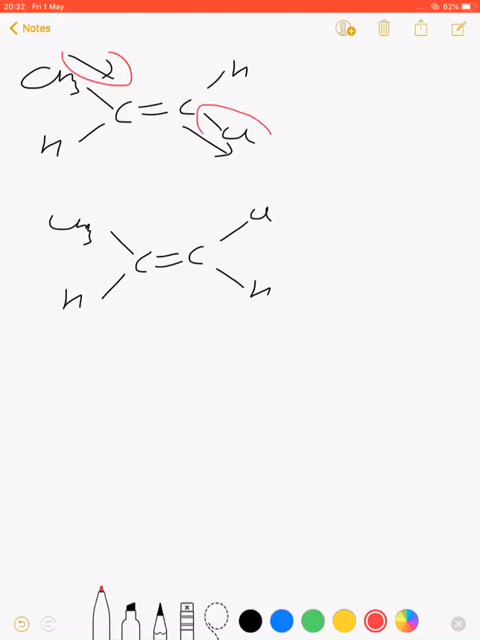 20:32 Fri 1 May 62%
Notes
CH3 H
C = C
H Cl
CH3 Cl
C = C
H H